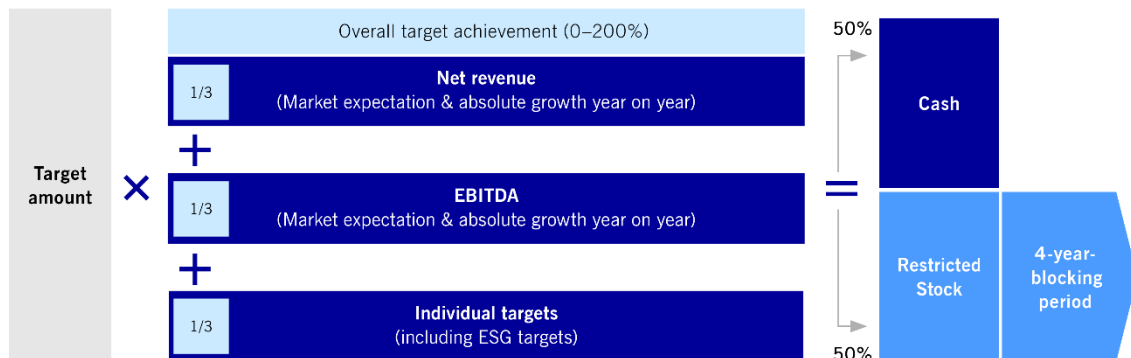 Overall target achievement (0–200%)
1/3
Net revenue
(Market expectation & absolute growth year on year)
+
Target
amount
×
1/3
EBITDA
(Market expectation & absolute growth year on year)
+
1/3
Individual targets
(including ESG targets)
=
50%
Cash
Restricted
Stock
4-year-
blocking
period
50%